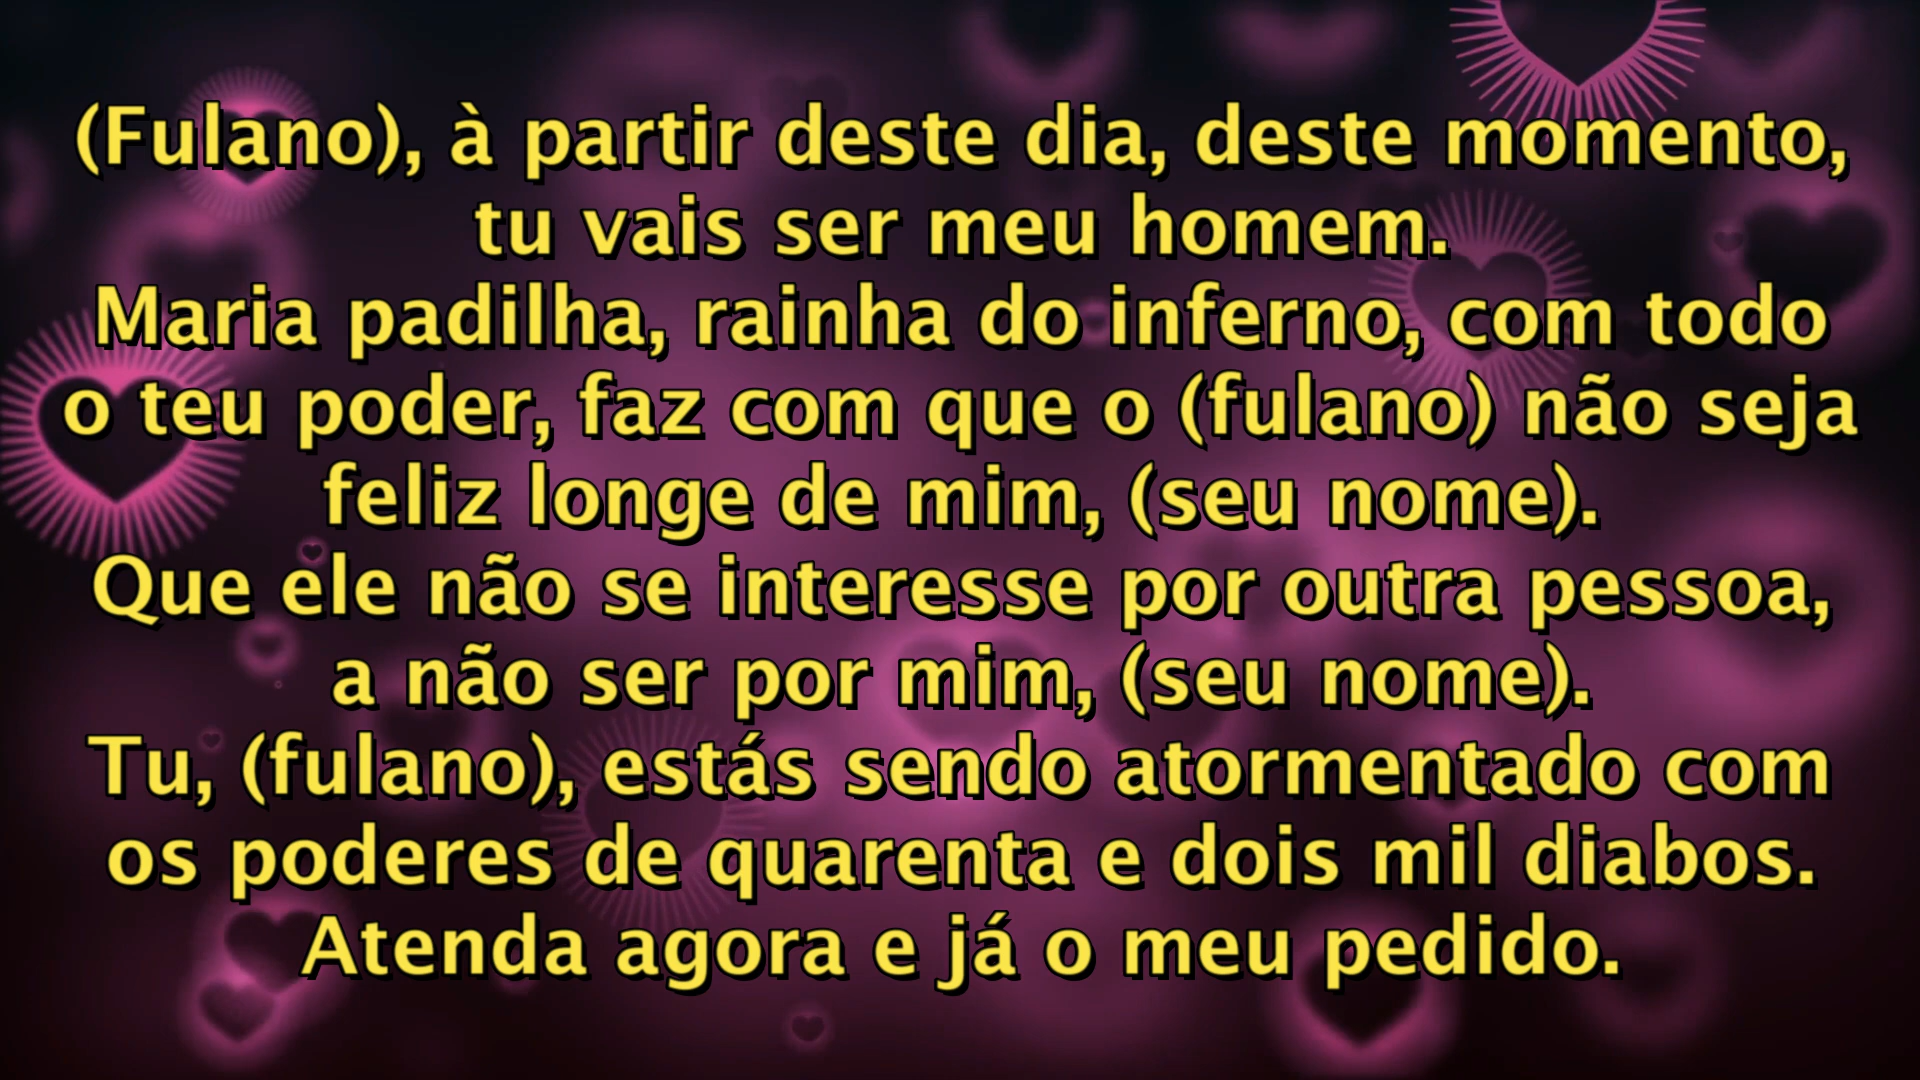 (Fulano), à partir deste dia, deste momento,
tu vais ser meu homem.
Maria padilha, rainha do inferno, com todo
o teu poder, faz com que o (fulano) não seja
feliz longe de mim, (seu nome).
Que ele não se interesse por outra pessoa,
a não ser por mim, (seu nome).
Tu, (fulano), estás sendo atormentado com
os poderes de quarenta e dois mil diabos.
Atenda agora e já o meu pedido.